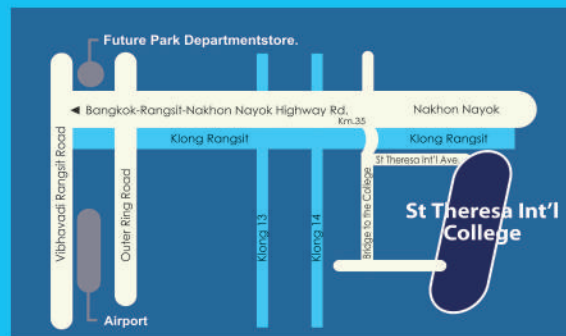 Future Park Departmentstore.
Bangkok-Rangsit-Nakhon Nayok Highway Rd.
Nakhon Nayok
Km.35
Klong Rangsit
Klong Rangsit
St Theresa Int'l Ave.
Vibhavadi Rangsit Road
Outer Ring Road
Klong 13
Klong 14
Bridge to the College
St Theresa Int'l
College
Airport